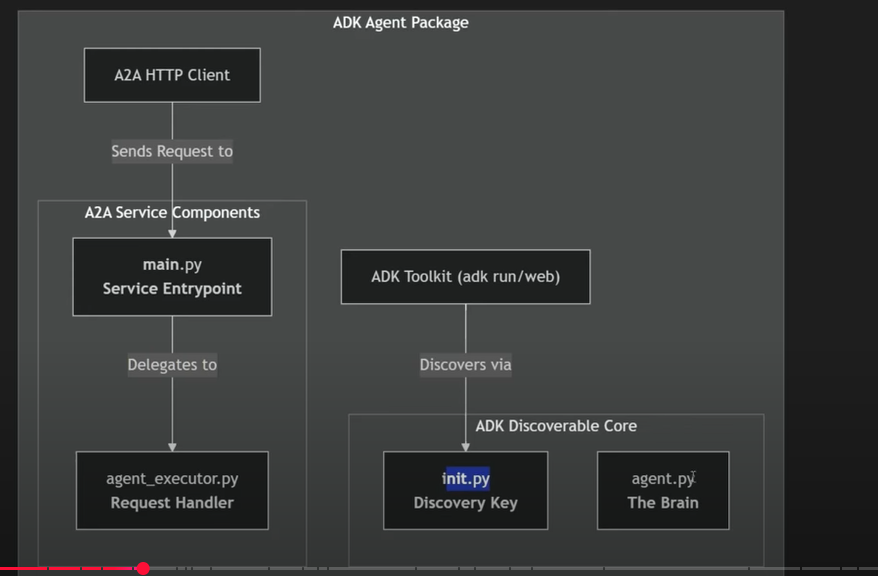 ADK Agent Package
A2A HTTP Client
Sends Request to
A2A Service Components
main.py
Service Entrypoint
ADK Toolkit (adk run/web)
Delegates to
Discovers via
ADK Discoverable Core
agent_executor.py
Request Handler
init.py
Discovery Key
agent.py
The Brain